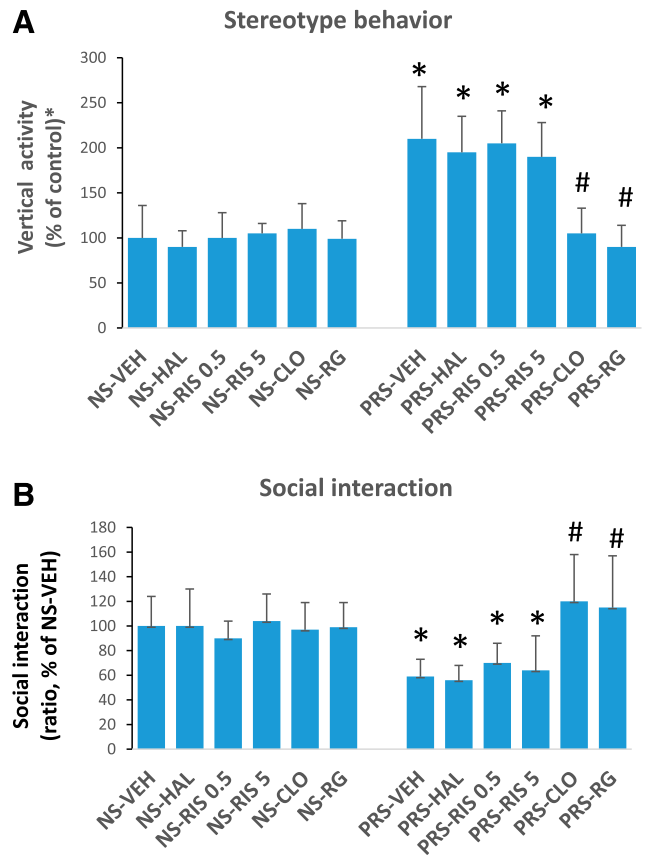 A
Stereotype behavior
Vertical activity
(% of control)*
300
250
200
150
100
50
0
* * * * # #
NS-VEH
NS-HAL
NS-RIS 0.5
NS-RIS 5
NS-CLO
NS-RG
PRS-VEH
PRS-HAL
PRS-RIS 0.5
PRS-RIS 5
PRS-CLO
PRS-RG
B
Social interaction
Social interaction
(ratio, % of NS-VEH)
180
160
140
120
100
80
60
40
20
0
* * * * # #
NS-VEH
NS-HAL
NS-RIS 0.5
NS-RIS 5
NS-CLO
NS-RG
PRS-VEH
PRS-HAL
PRS-RIS 0.5
PRS-RIS 5
PRS-CLO
PRS-RG